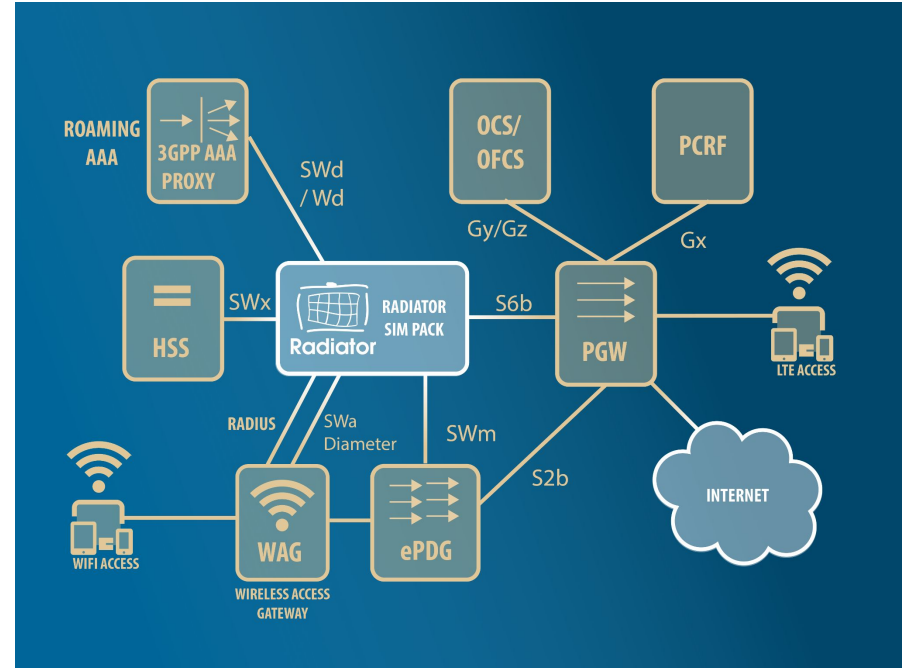 ROAMING
AAA
3GPP AAA
PROXY
SWd
/ Wd
OCS/
OFCS
PCRF
Gy/Gz
Gx
HSS
SWx
Radiator
RADIATOR
SIM PACK
S6b
PGW
LTE ACCESS
RADIUS
SWa
Diameter
SWm
S2b
INTERNET
WIFI ACCESS
WAG
ePDG
WIRELESS ACCESS
GATEWAY